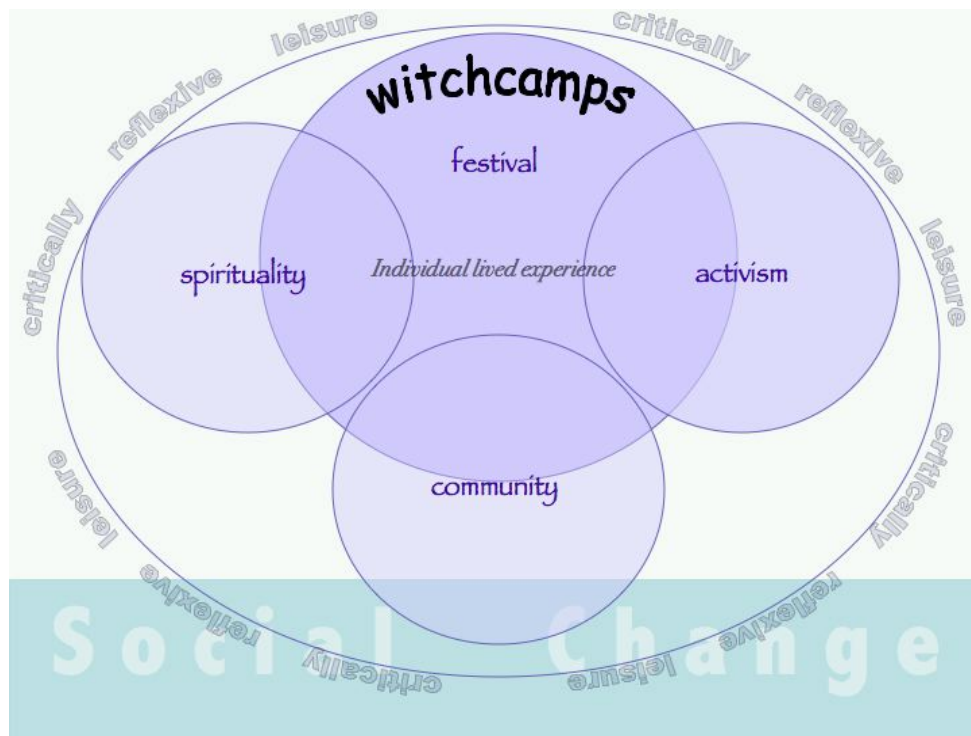 critically reflexive leisure
critically reflexive leisure
witchcamps
festival
spirituality
Individual lived experience
activism
community
critically reflexive leisure
critically reflexive leisure
Social Change